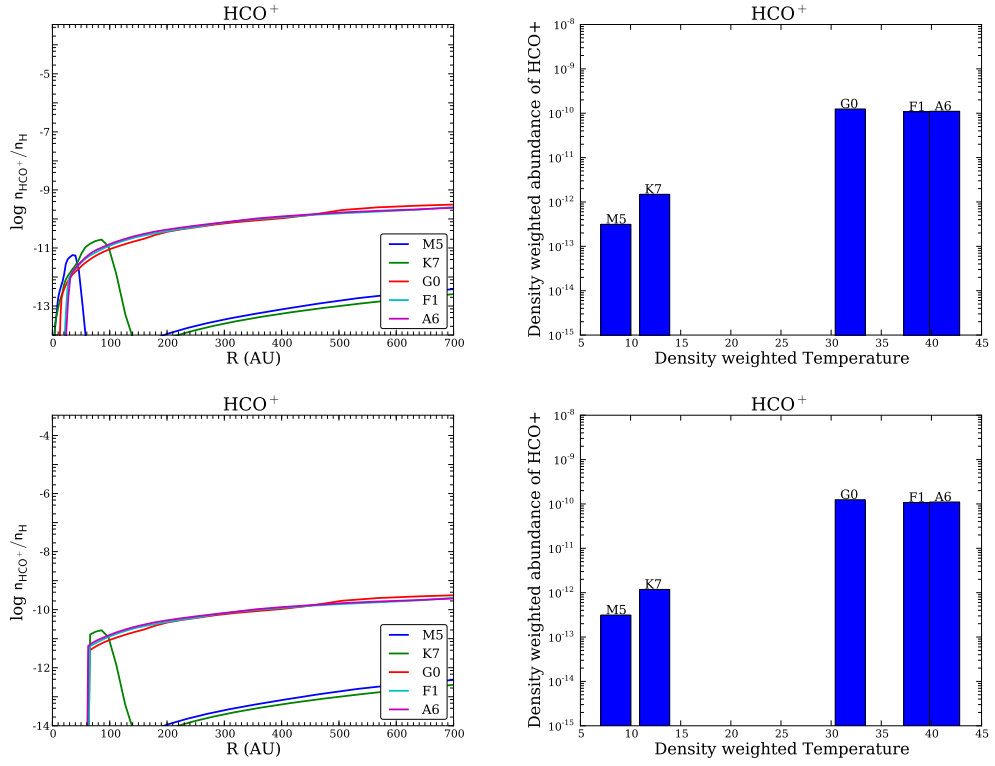 HCO⁺
log n_HCO⁺/n_H
-5
-7
-9
-11
-13
0 100 200 300 400 500 600 700
R (AU)
M5
K7
G0
F1
A6
HCO⁺
Density weighted abundance of HCO+
10⁻⁸
10⁻⁹
10⁻¹⁰
10⁻¹¹
10⁻¹²
10⁻¹³
10⁻¹⁴
10⁻¹⁵
M5 K7 G0 F1 A6
5 10 15 20 25 30 35 40 45
Density weighted Temperature
HCO⁺
log n_HCO⁺/n_H
-4
-6
-8
-10
-12
-14
0 100 200 300 400 500 600 700
R (AU)
M5
K7
G0
F1
A6
HCO⁺
Density weighted abundance of HCO+
10⁻⁸
10⁻⁹
10⁻¹⁰
10⁻¹¹
10⁻¹²
10⁻¹³
10⁻¹⁴
10⁻¹⁵
M5 K7 G0 F1 A6
5 10 15 20 25 30 35 40 45
Density weighted Temperature